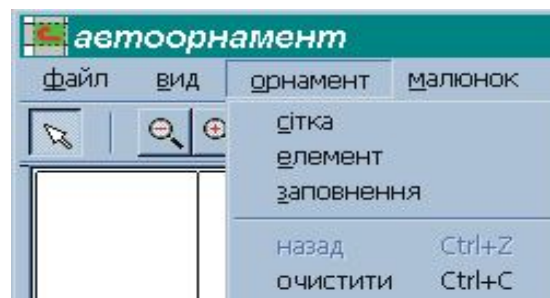 автоорнамент
файл вид орнамент малюнок
сітка
елемент
заповнення
назад Ctrl+Z
очистити Ctrl+C